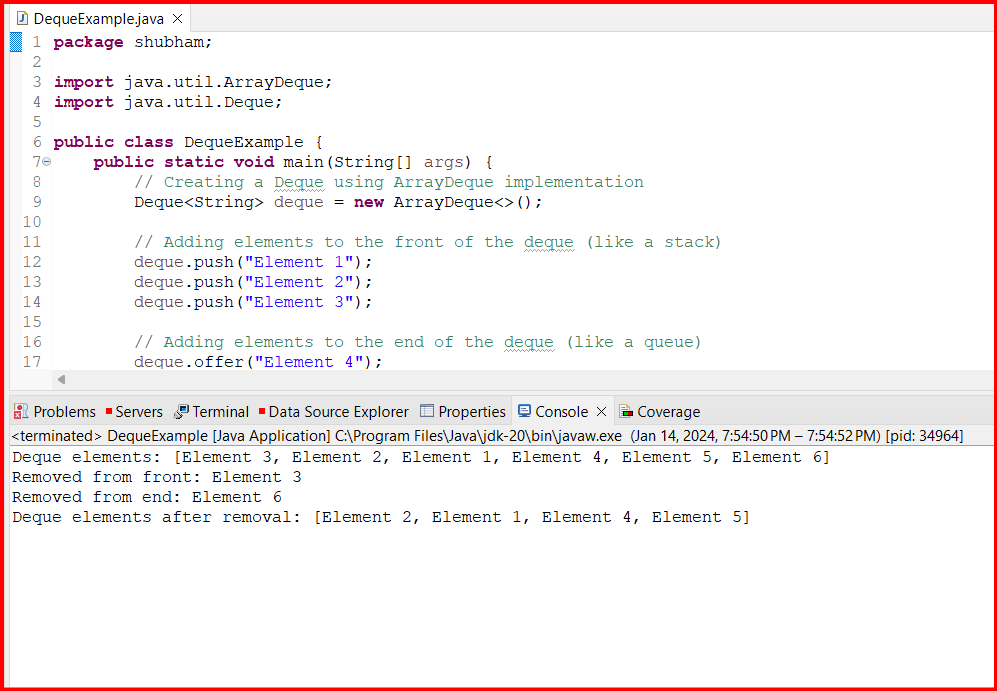 DequeExample.java
1 package shubham;
2
3 import java.util.ArrayDeque;
4 import java.util.Deque;
5
6 public class DequeExample {
7 public static void main(String[] args) {
8 // Creating a Deque using ArrayDeque implementation
9 Deque<String> deque = new ArrayDeque<>();
10
11 // Adding elements to the front of the deque (like a stack)
12 deque.push("Element 1");
13 deque.push("Element 2");
14 deque.push("Element 3");
15
16 // Adding elements to the end of the deque (like a queue)
17 deque.offer("Element 4");
Problems Servers Terminal Data Source Explorer Properties Console Coverage
<terminated> DequeExample [Java Application] C:\Program Files\Java\jdk-20\bin\javaw.exe (Jan 14, 2024, 7:54:50 PM – 7:54:52 PM) [pid: 34964]
Deque elements: [Element 3, Element 2, Element 1, Element 4, Element 5, Element 6]
Removed from front: Element 3
Removed from end: Element 6
Deque elements after removal: [Element 2, Element 1, Element 4, Element 5]